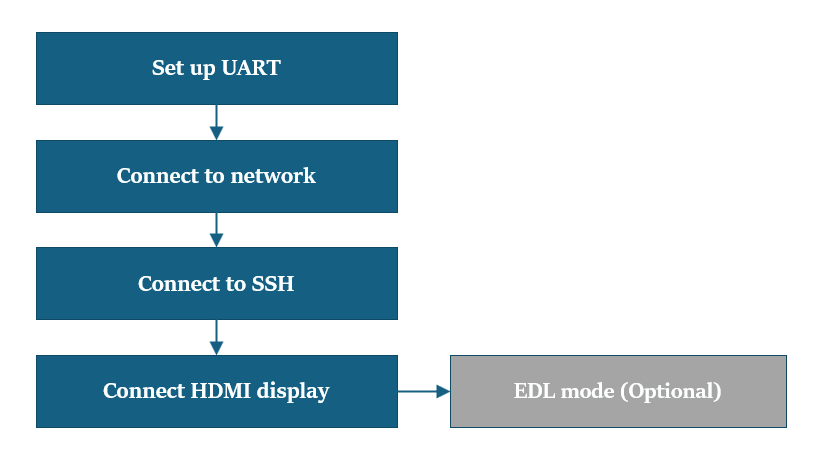 Set up UART
Connect to network
Connect to SSH
Connect HDMI display
EDL mode (Optional)